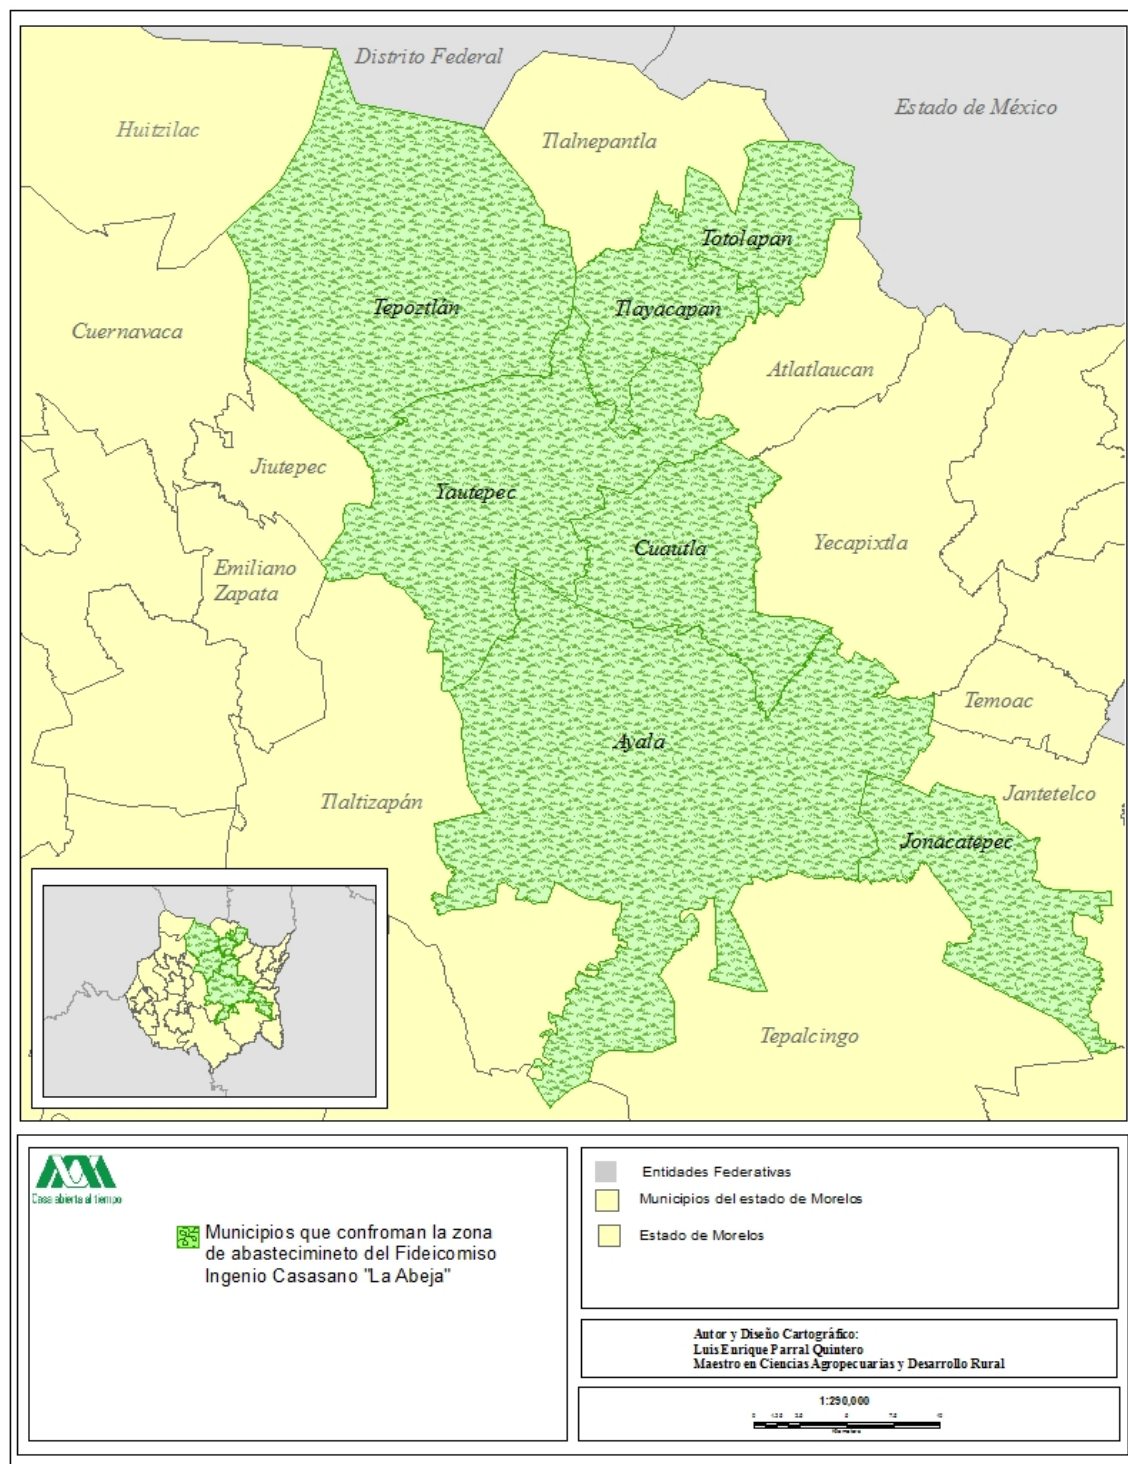 Distrito Federal
Estado de México
Huitzilac
Tlalnepantla
Totolapan
Tepoztlán
Tlayacapan
Cuernavaca
Atlatlaucan
Jiutepec
Yautepec
Cuautla
Yecapixtla
Emiliano
Zapata
Temoac
Ayala
Tlaltizapán
Jantetelco
Jonacatepec
Tepalcingo
Casa abierta al tiempo
Municipios que confroman la zona
de abastecimineto del Fideicomiso
Ingenio Casasano "La Abeja"
Entidades Federativas
Municipios del estado de Morelos
Estado de Morelos
Autor y Diseño Cartográfico:
Luis Enrique Parral Quintero
Maestro en Ciencias Agropecuarias y Desarrollo Rural
1:290,000